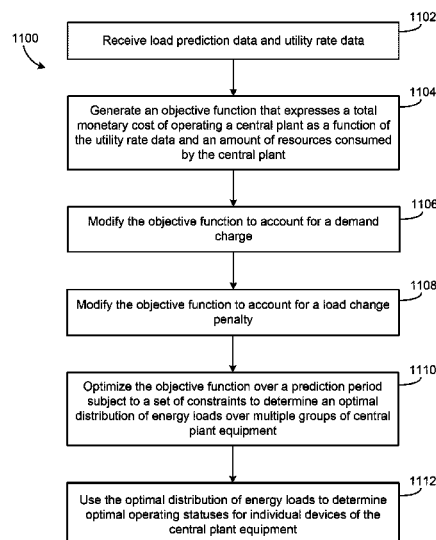 1100
1102
Receive load prediction data and utility rate data
1104
Generate an objective function that expresses a total
monetary cost of operating a central plant as a function of
the utility rate data and an amount of resources consumed
by the central plant
1106
Modify the objective function to account for a demand
charge
1108
Modify the objective function to account for a load change
penalty
1110
Optimize the objective function over a prediction period
subject to a set of constraints to determine an optimal
distribution of energy loads over multiple groups of central
plant equipment
1112
Use the optimal distribution of energy loads to determine
optimal operating statuses for individual devices of the
central plant equipment